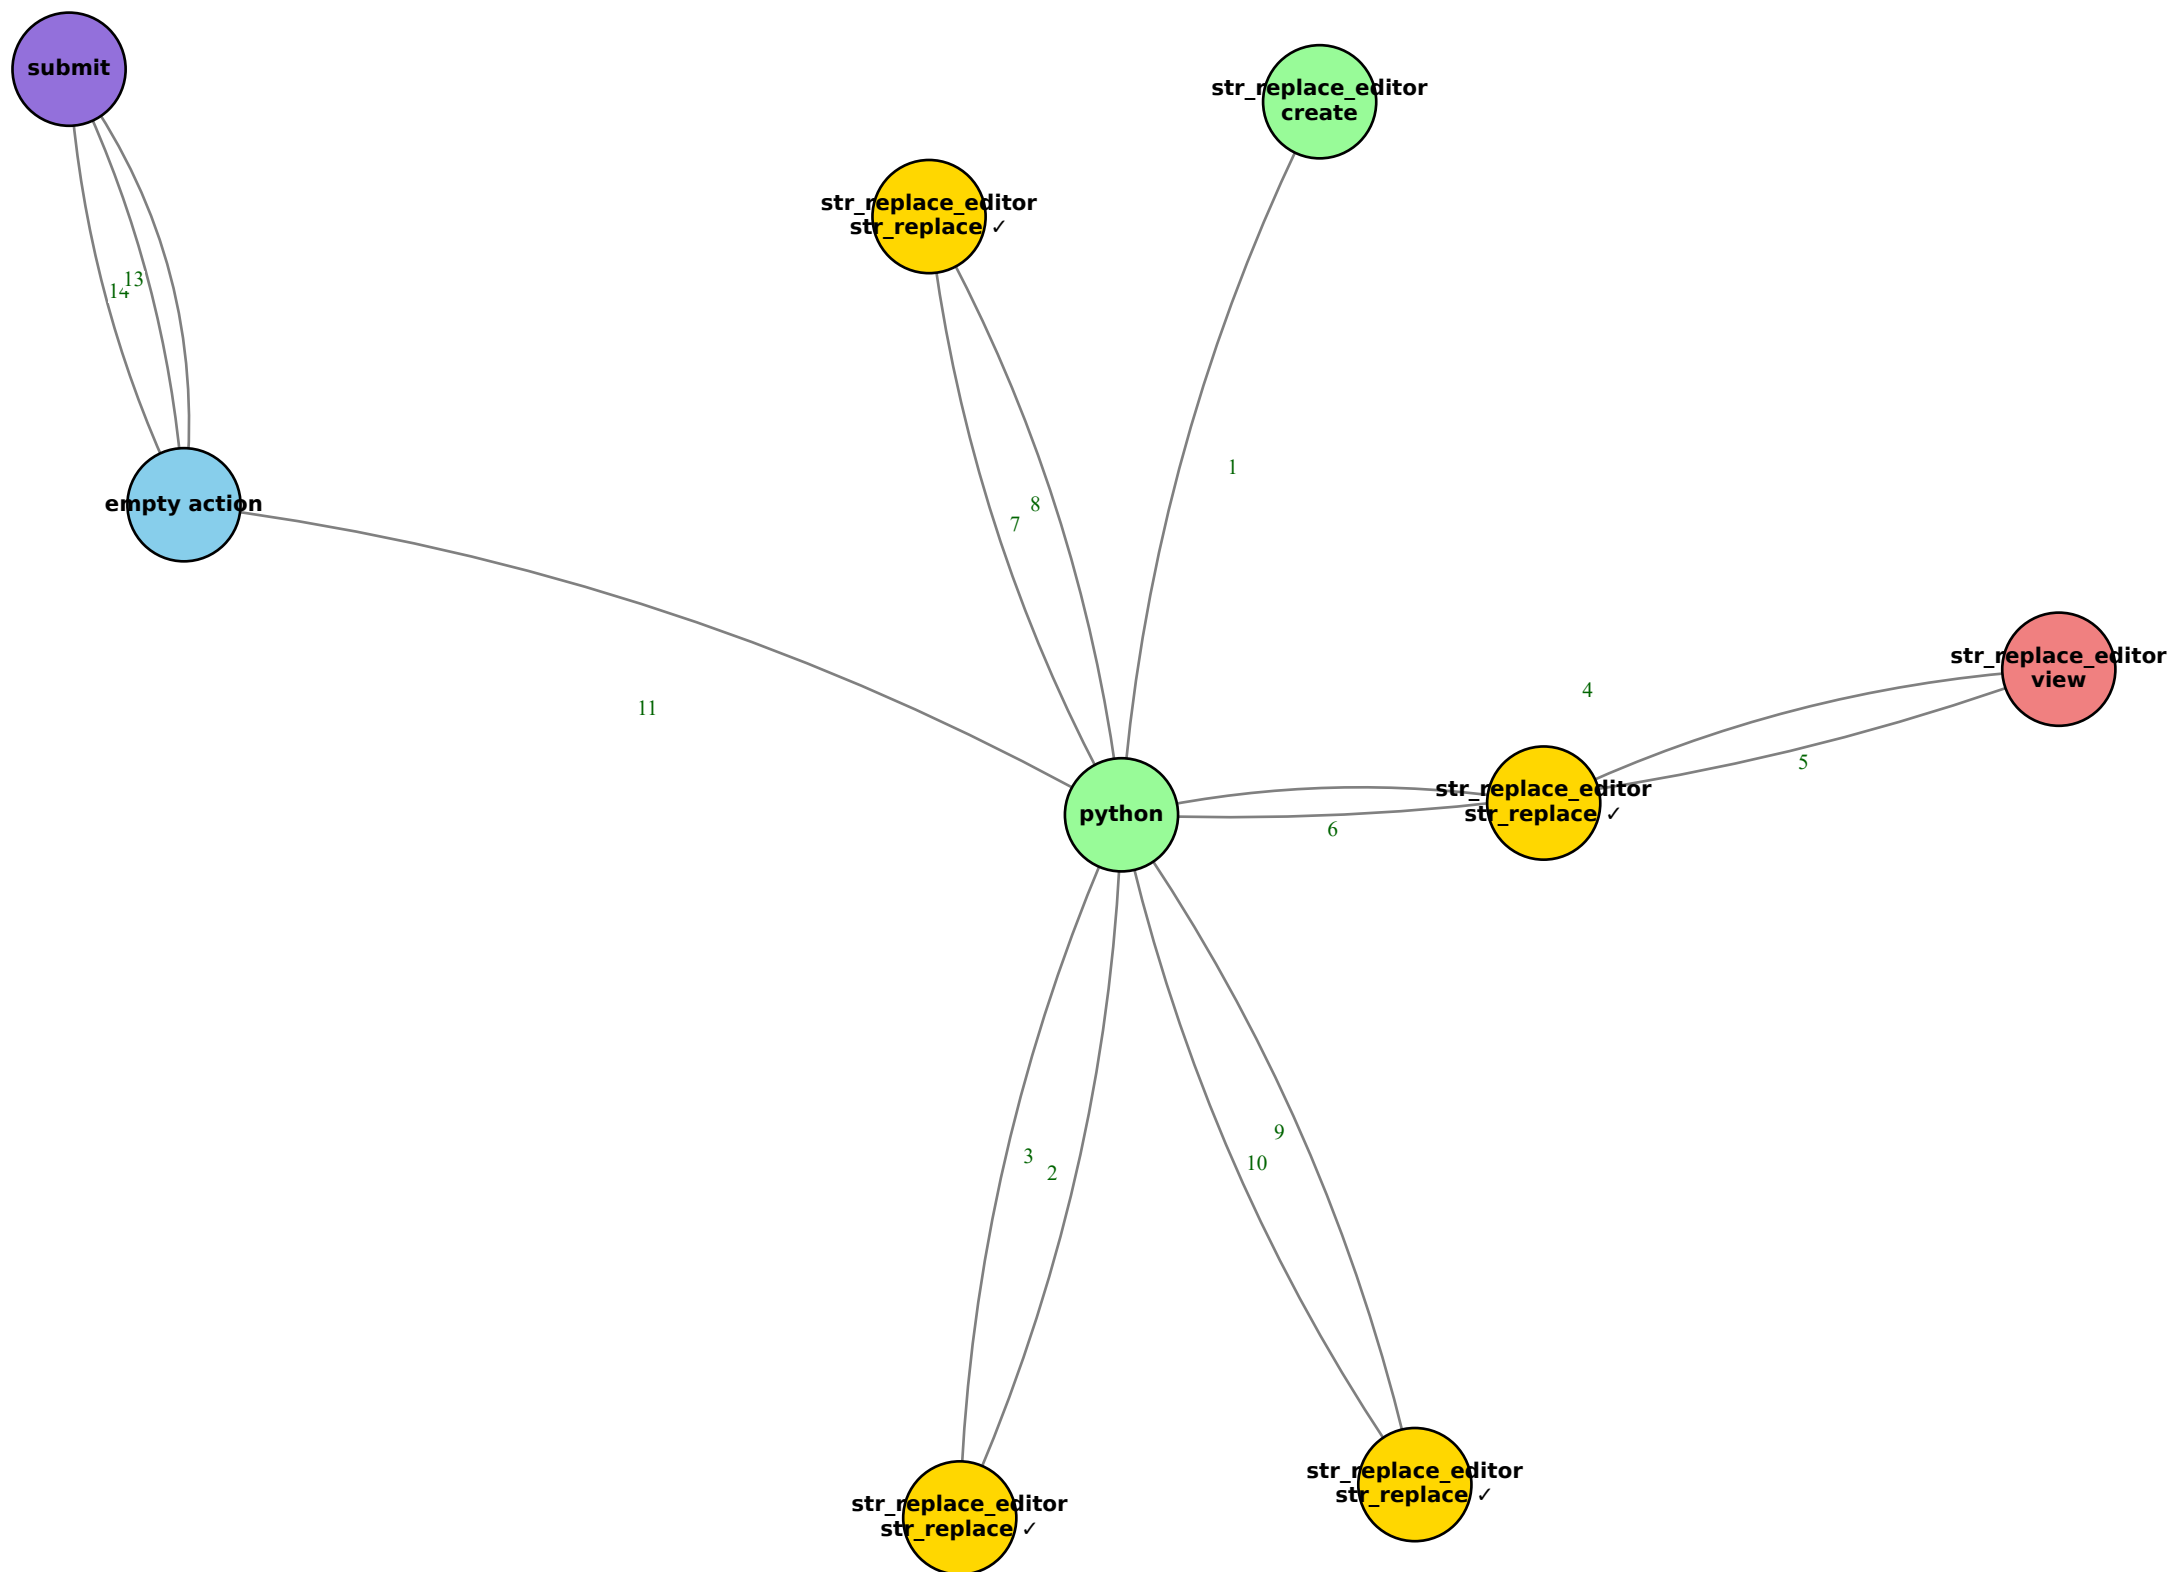 submit
str_replace_editor
create
str_replace_editor
str_replace ✓
13
14
1
empty action
8
7
str_replace_editor
view
4
11
5
str_replace_editor
str_replace ✓
python
6
9
3
10
2
str_replace_editor
str_replace ✓
str_replace_editor
str_replace ✓